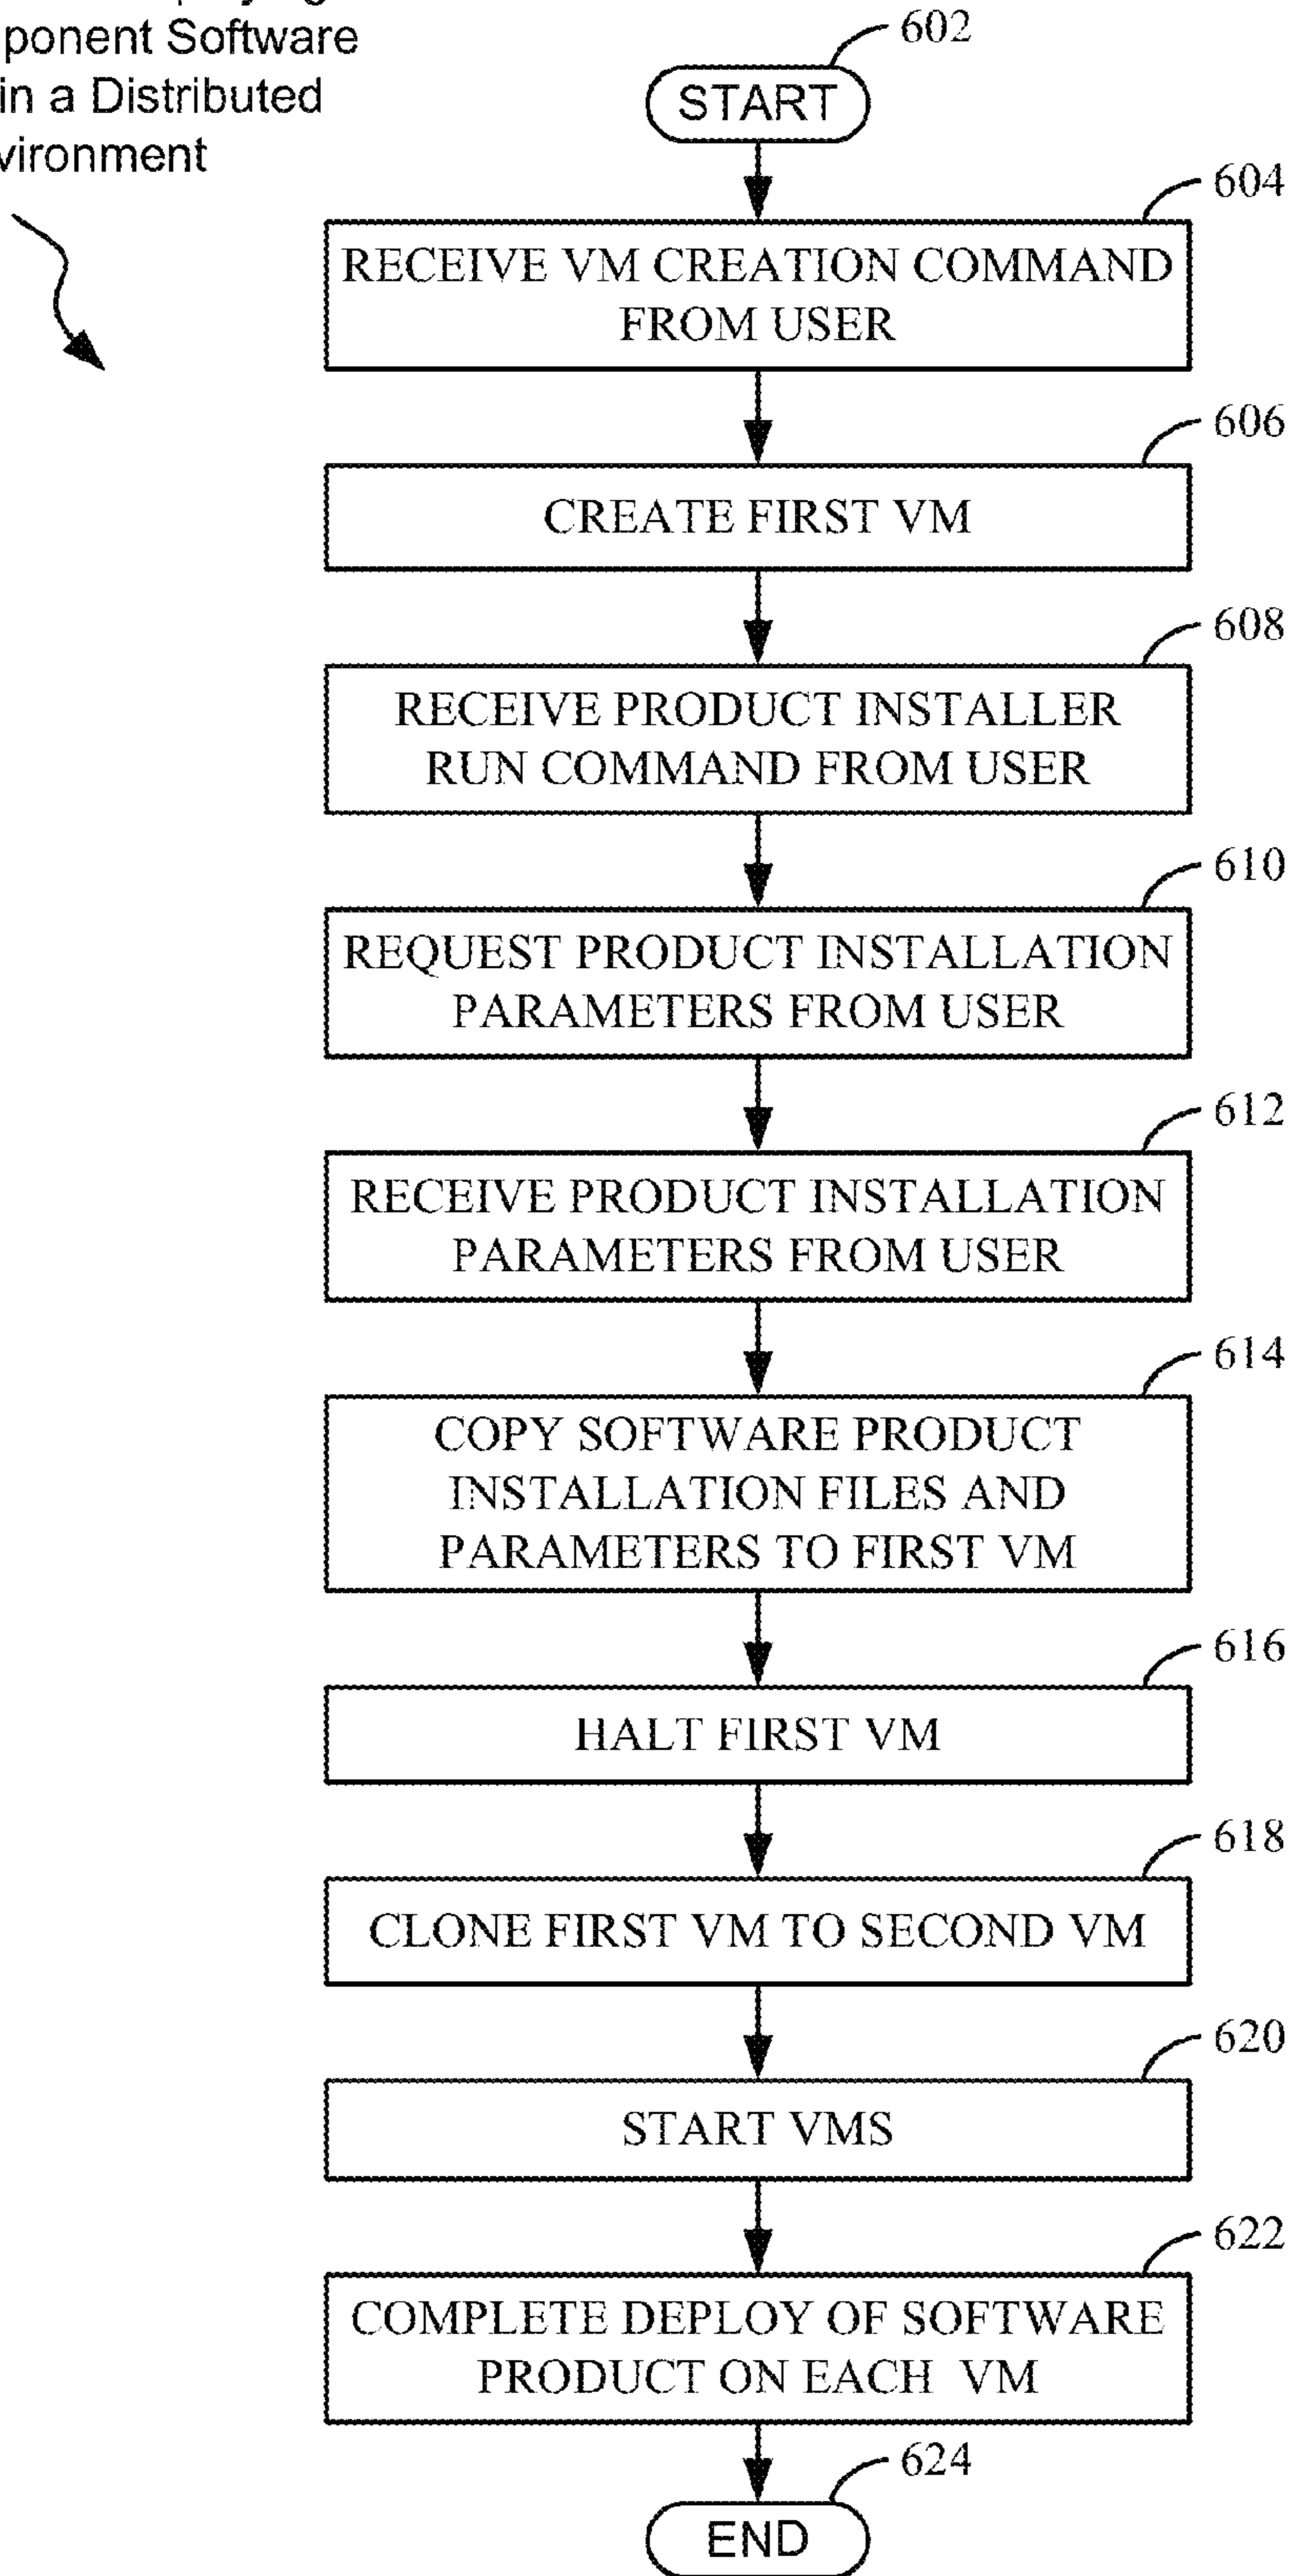 ponent Software
in a Distributed
vironment
602
START
604
RECEIVE VM CREATION COMMAND
FROM USER
606
CREATE FIRST VM
608
RECEIVE PRODUCT INSTALLER
RUN COMMAND FROM USER
610
REQUEST PRODUCT INSTALLATION
PARAMETERS FROM USER
612
RECEIVE PRODUCT INSTALLATION
PARAMETERS FROM USER
614
COPY SOFTWARE PRODUCT
INSTALLATION FILES AND
PARAMETERS TO FIRST VM
616
HALT FIRST VM
618
CLONE FIRST VM TO SECOND VM
620
START VMS
622
COMPLETE DEPLOY OF SOFTWARE
PRODUCT ON EACH VM
624
END